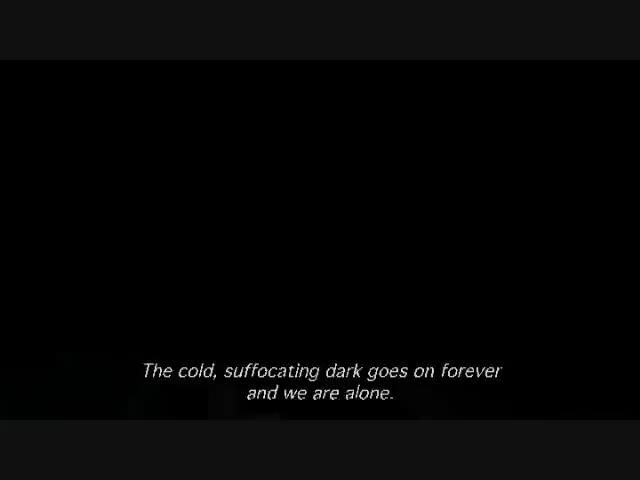 The cold, suffocating dark goes on forever
and we are alone.